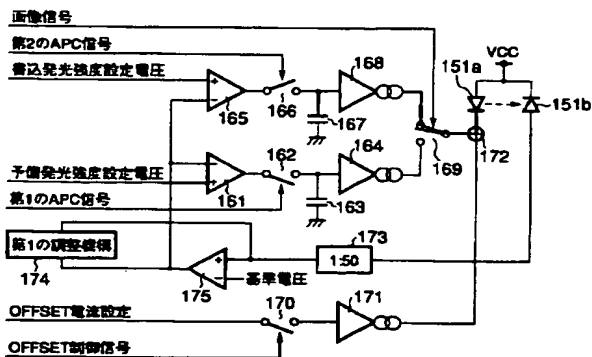 画像信号
第2のAPC信号
書込発光強度設定電圧
165
166
167
168
VCC
151a
151b
169
172
予備発光強度設定電圧
第1のAPC信号
161
162
163
164
第1の調整機構
174
175
基準電圧
173
1:50
OFFSET電流設定
170
171
OFFSET制御信号